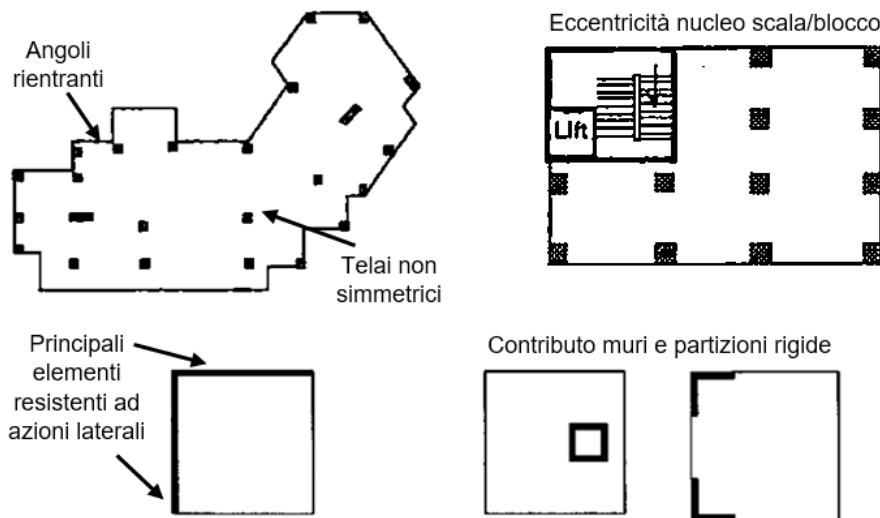 Angoli
rientranti
Eccentricità nucleo scala/blocco
LIft
Telai non
simmetrici
Principali
elementi
resistenti ad
azioni laterali
Contributo muri e partizioni rigide